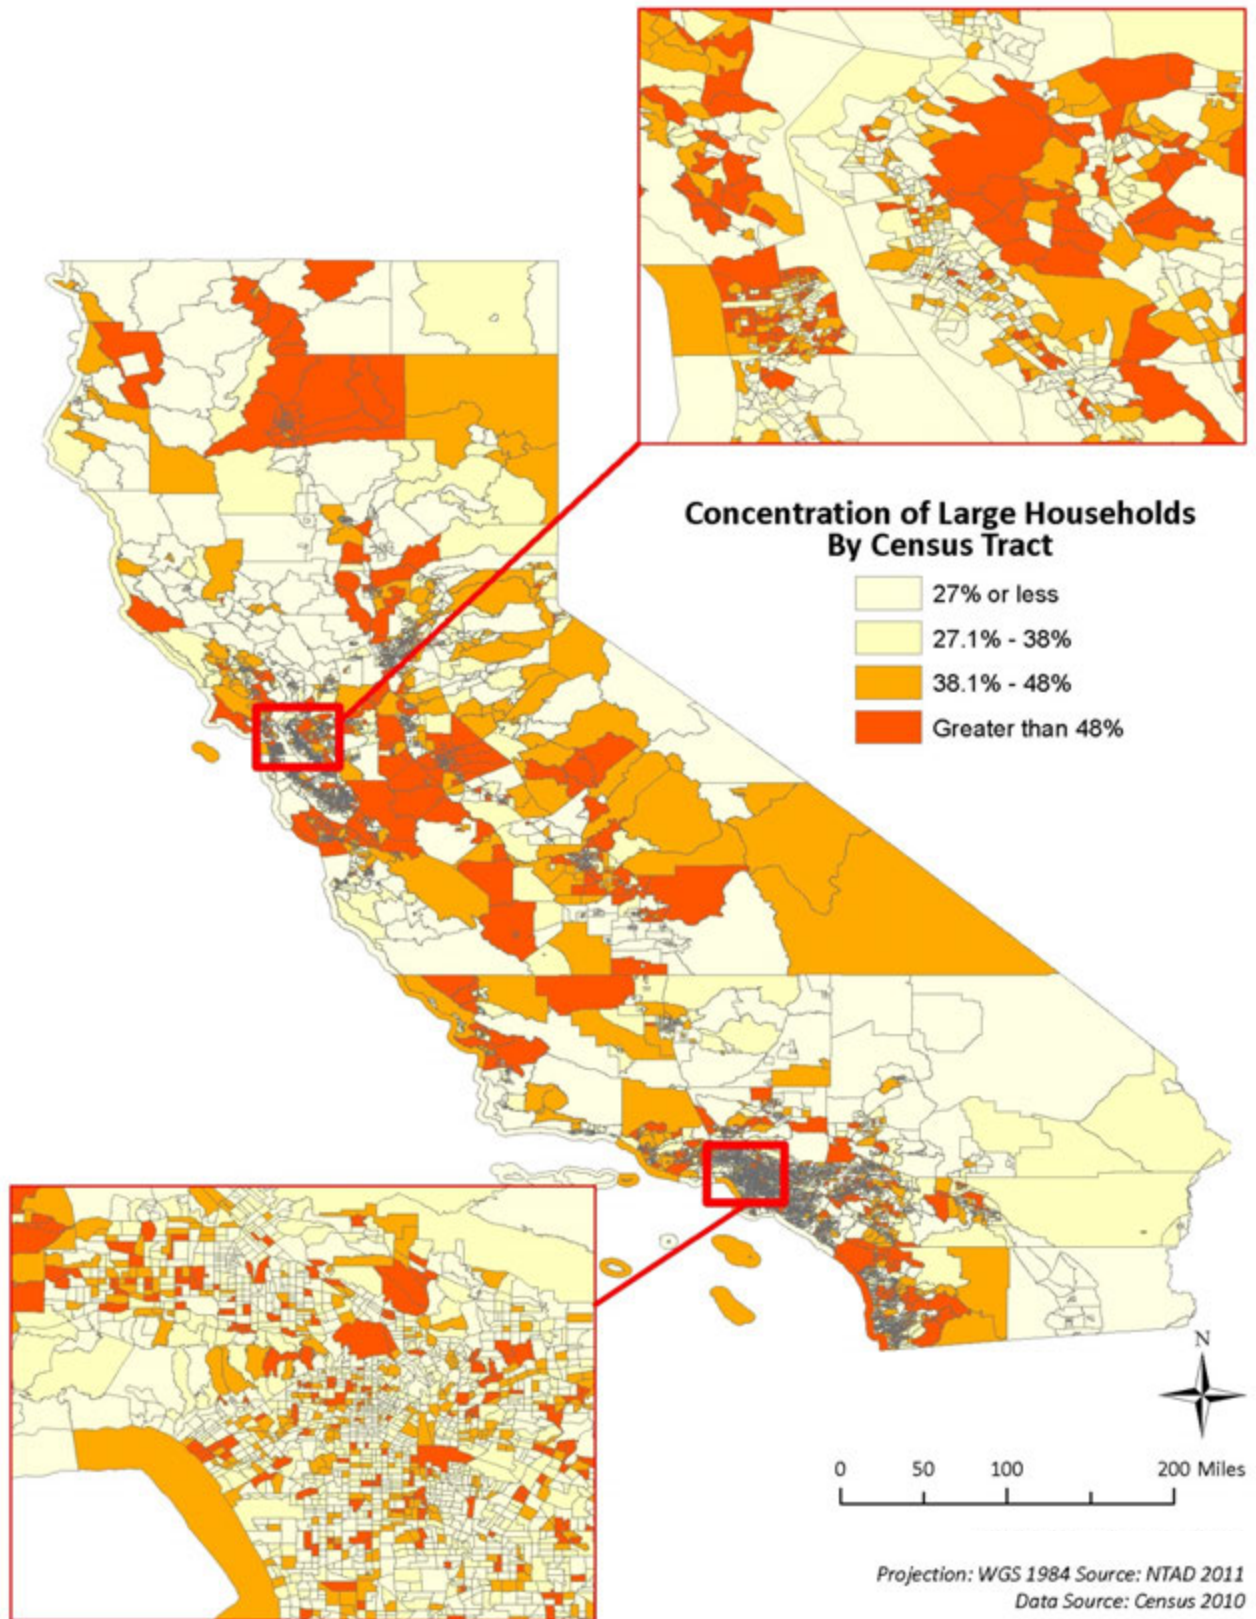 Concentration of Large Households
By Census Tract
27% or less
27.1% - 38%
38.1% - 48%
Greater than 48%
N
0 50 100 200 Miles
Projection: WGS 1984 Source: NTAD 2011
Data Source: Census 2010